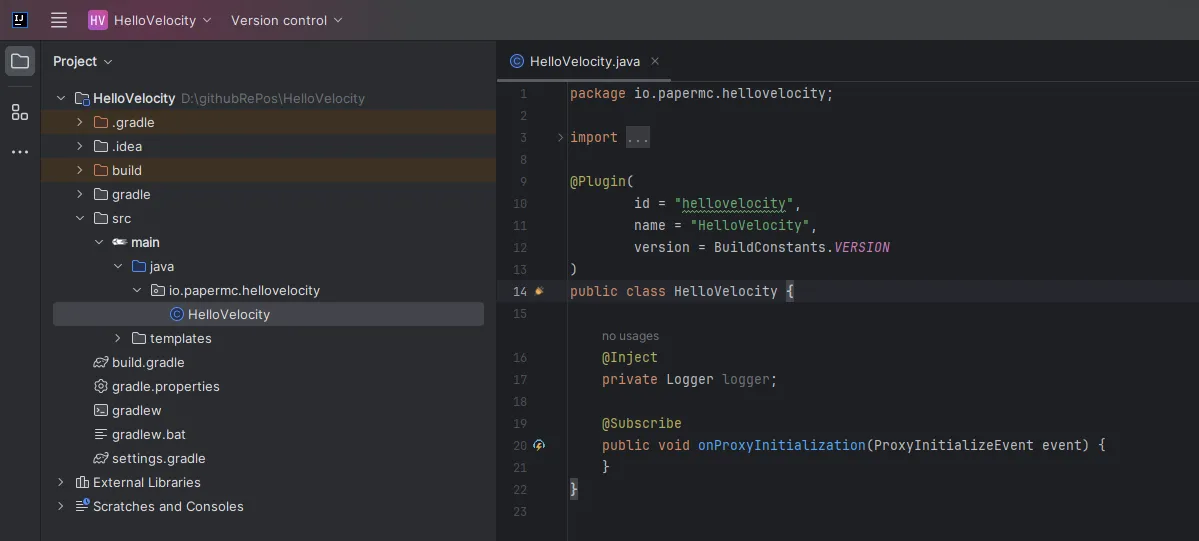 IJ HV HelloVelocity Version control
Project
HelloVelocity D:\githubRePos\HelloVelocity
.gradle
.idea
build
gradle
src
main
java
io.papermc.hellovelocity
HelloVelocity
templates
build.gradle
gradle.properties
gradlew
gradlew.bat
settings.gradle
External Libraries
Scratches and Consoles
HelloVelocity.java
1 package io.papermc.hellovelocity;
2
3 import ...
8
9 @Plugin(
10 id = "hellovelocity",
11 name = "HelloVelocity",
12 version = BuildConstants.VERSION
13 )
14 public class HelloVelocity {
15
no usages
16 @Inject
17 private Logger logger;
18
19 @Subscribe
20 public void onProxyInitialization(ProxyInitializeEvent event) {
21 }
22 }
23